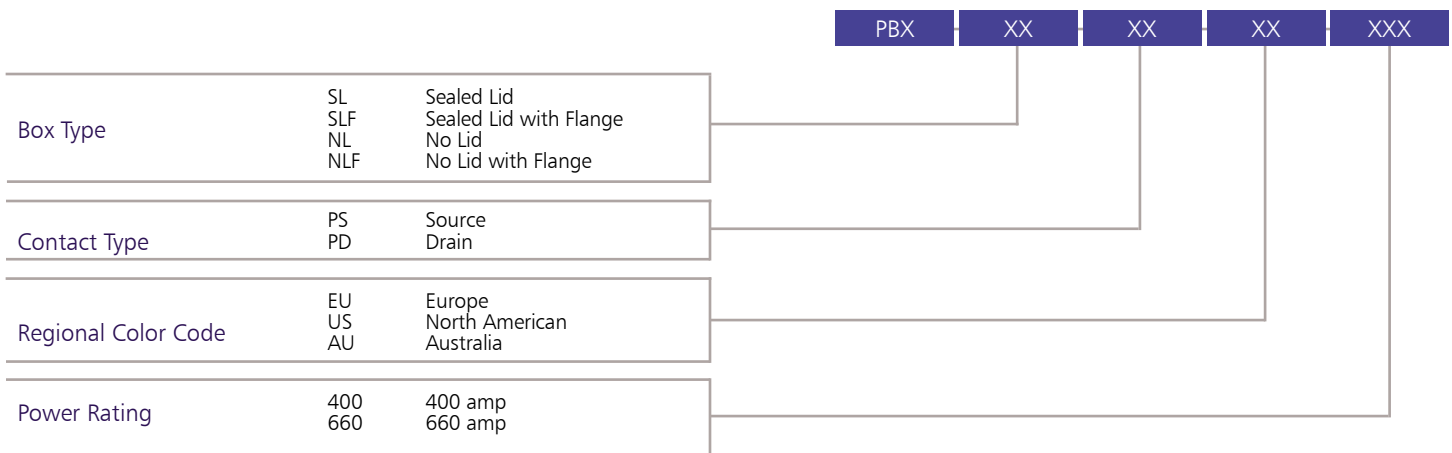 PBX XX XX XX XXX
Box Type
SL Sealed Lid
SLF Sealed Lid with Flange
NL No Lid
NLF No Lid with Flange
Contact Type
PS Source
PD Drain
Regional Color Code
EU Europe
US North American
AU Australia
Power Rating
400 400 amp
660 660 amp